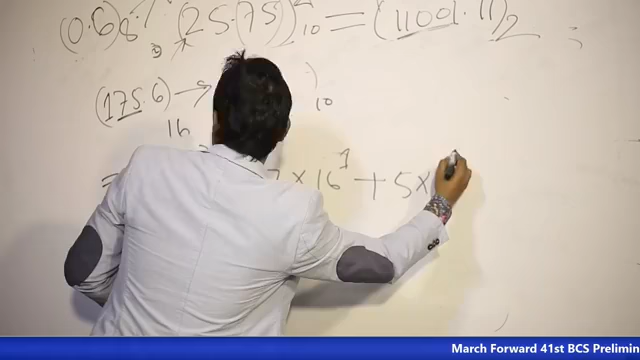 (0.6)8. (25.75)10 = (11001.11)2
(175.6)16 → )10
= 7 × 16^1 + 5 ×
March Forward 41st BCS Prelimin